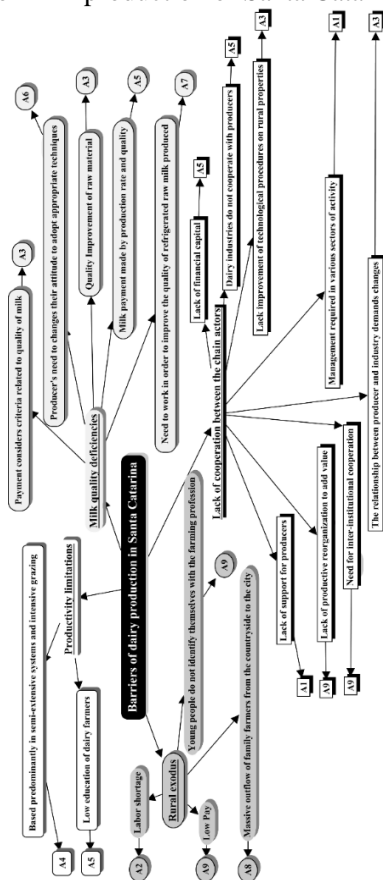 A6
A3
Payment considers criteria related to quality of milk
Producer's need to changes their attitude to adopt appropriate techniques
A3
Quality Improvement of raw material
A5
Milk payment made by production rate and quality
A7
Need to work in order to improve the quality of refrigerated raw milk produced
Milk quality deficiencies
Based predominantly in semi-extensive systems and intensive grazing
A4
Productivity limitations
Low education of dairy farmers
A5
Barriers of dairy production in Santa Catarina
Rural exodus
Labor shortage
A2
Low Pay
A9
Young people do not identify themselves with the farming profession
A9
Massive outflow of family farmers from the countryside to the city
A8
Lack of cooperation between the chain actors
Lack of financial capital
A5
Dairy industries do not cooperate with producers
A5
Lack improvement of technological procedures on rural properties
A3
Management required in various sectors of activity
A1
The relationship between producer and industry demands changes
A3
Lack of support for producers
A1
Lack of productive reorganization to add value
A9
Need for inter-institutional cooperation
A9